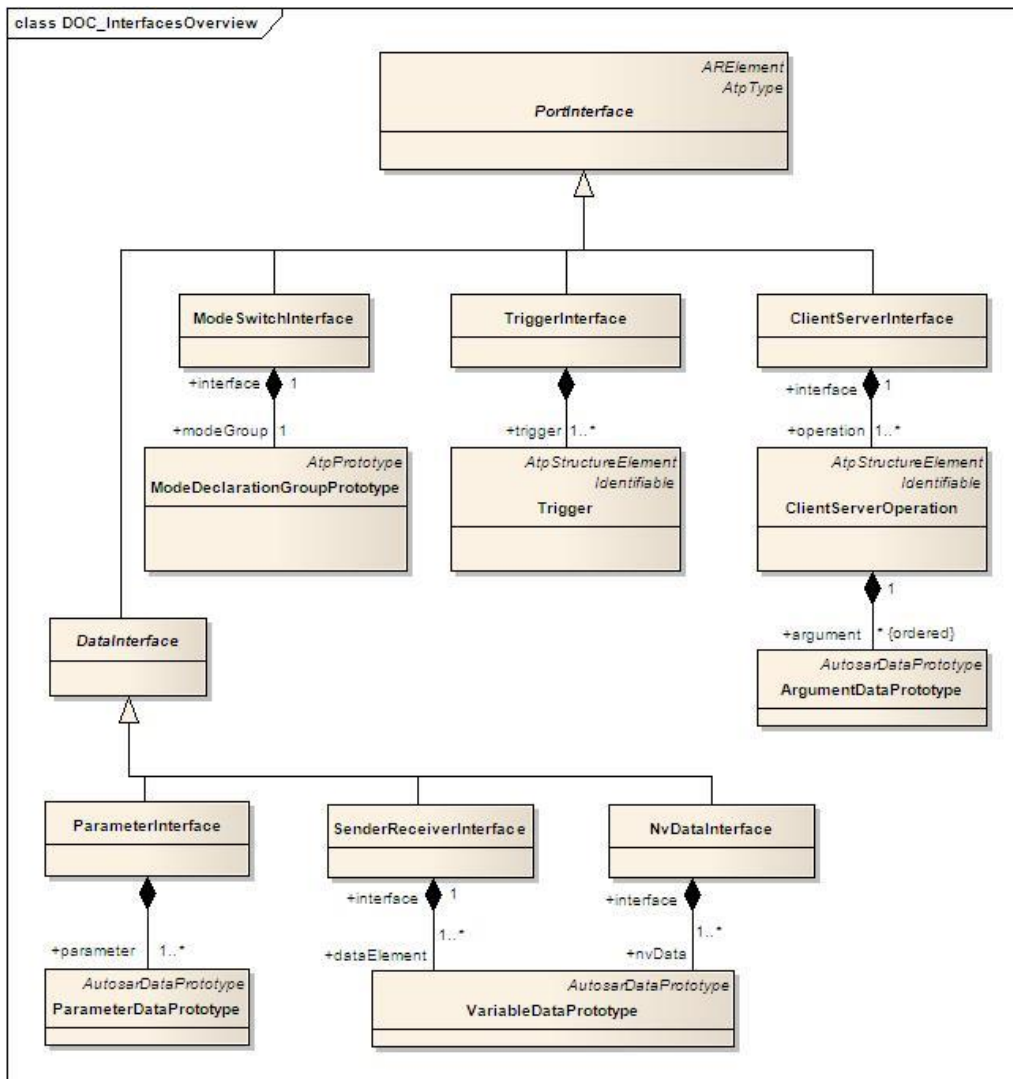 class DOC_InterfacesOverview
ARElement
AtpType
PortInterface
ModeSwitchInterface
TriggerInterface
ClientServerInterface
+interface 1
+interface 1
+modeGroup 1
+trigger 1..*
+operation 1..*
AtpPrototype
ModeDeclarationGroupPrototype
AtpStructureElement
Identifiable
Trigger
AtpStructureElement
Identifiable
ClientServerOperation
1
+argument * {ordered}
DataInterface
AutosarDataPrototype
ArgumentDataPrototype
ParameterInterface
SenderReceiverInterface
NvDataInterface
+interface 1
+interface
+parameter 1..*
+dataElement 1..*
+nvData 1..*
AutosarDataPrototype
ParameterDataPrototype
AutosarDataPrototype
VariableDataPrototype